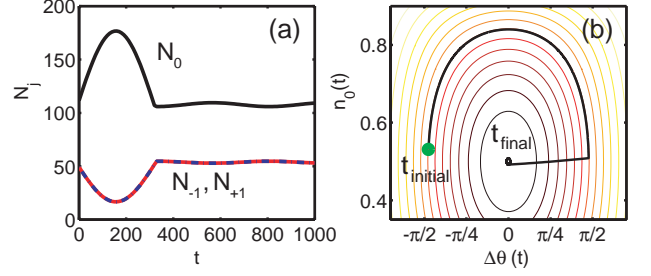 200
150
100
50
0
N_j
0 200 400 600 800 1000
t
(a)
N_0
N_-1, N_+1
(b)
0.8
0.6
0.4
n_0(t)
t_initial
t_final
-π/2 -π/4 0 π/4 π/2
Δθ (t)